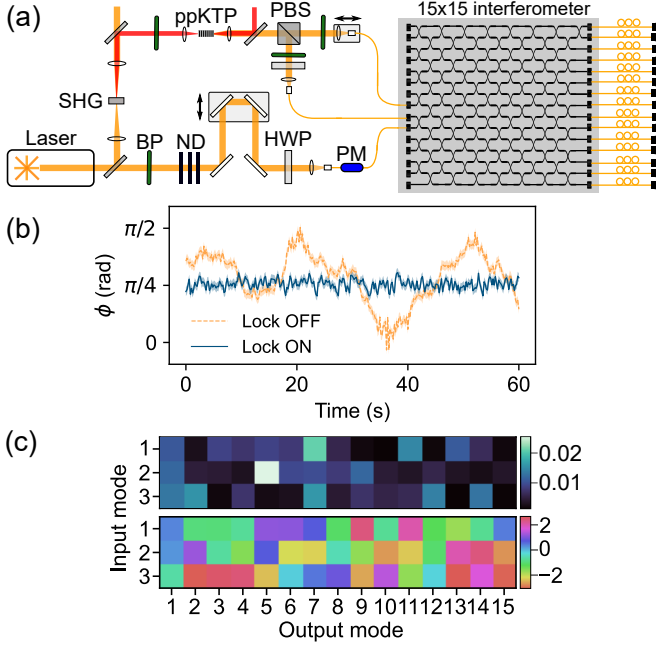 (a)
ppKTP
PBS
15x15 interferometer
SHG
Laser
BP
ND
HWP
PM
(b)
π/2
π/4
0
ϕ (rad)
Lock OFF
Lock ON
0
20
40
60
Time (s)
(c)
Input mode
1
2
3
0.02
0.01
1
2
3
2
0
−2
1 2 3 4 5 6 7 8 9 10 11 12 13 14 15
Output mode